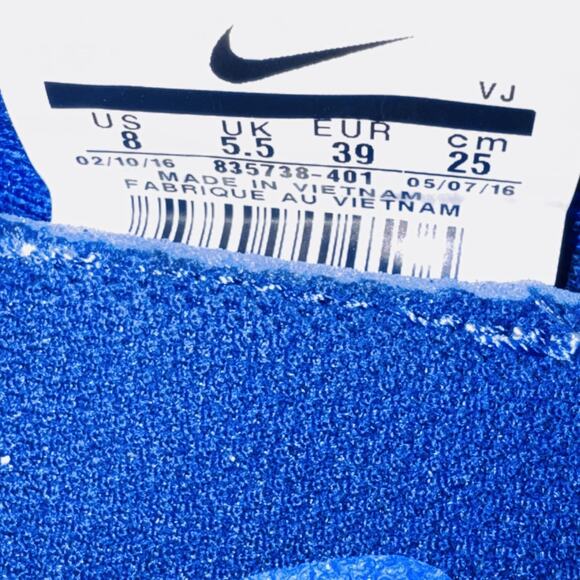 VJ
US UK EUR cm
8 5.5 39 25
02/10/16 835738-401 05/07/16
MADE IN VIETNAM
FABRIQUE AU VIETNAM